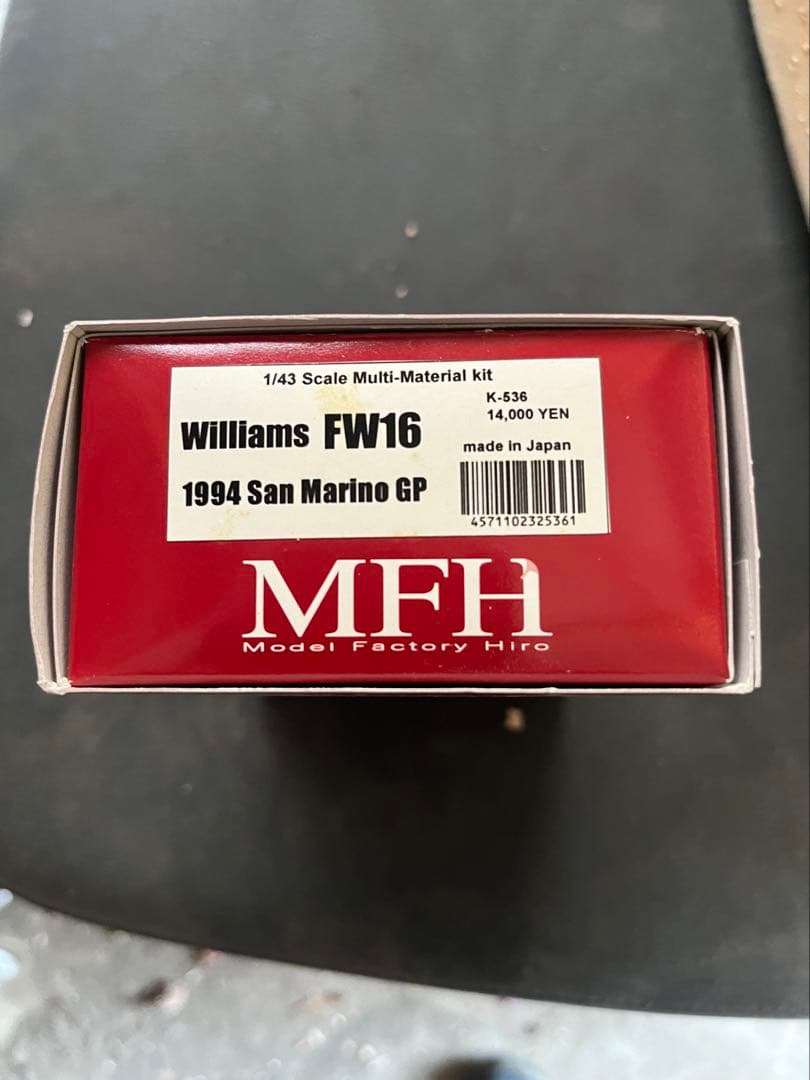 1/43 Scale Multi-Material kit
K-536
14,000 YEN
Williams FW16
made in Japan
1994 San Marino GP
4571102325361
MFH
Model Factory Hiro